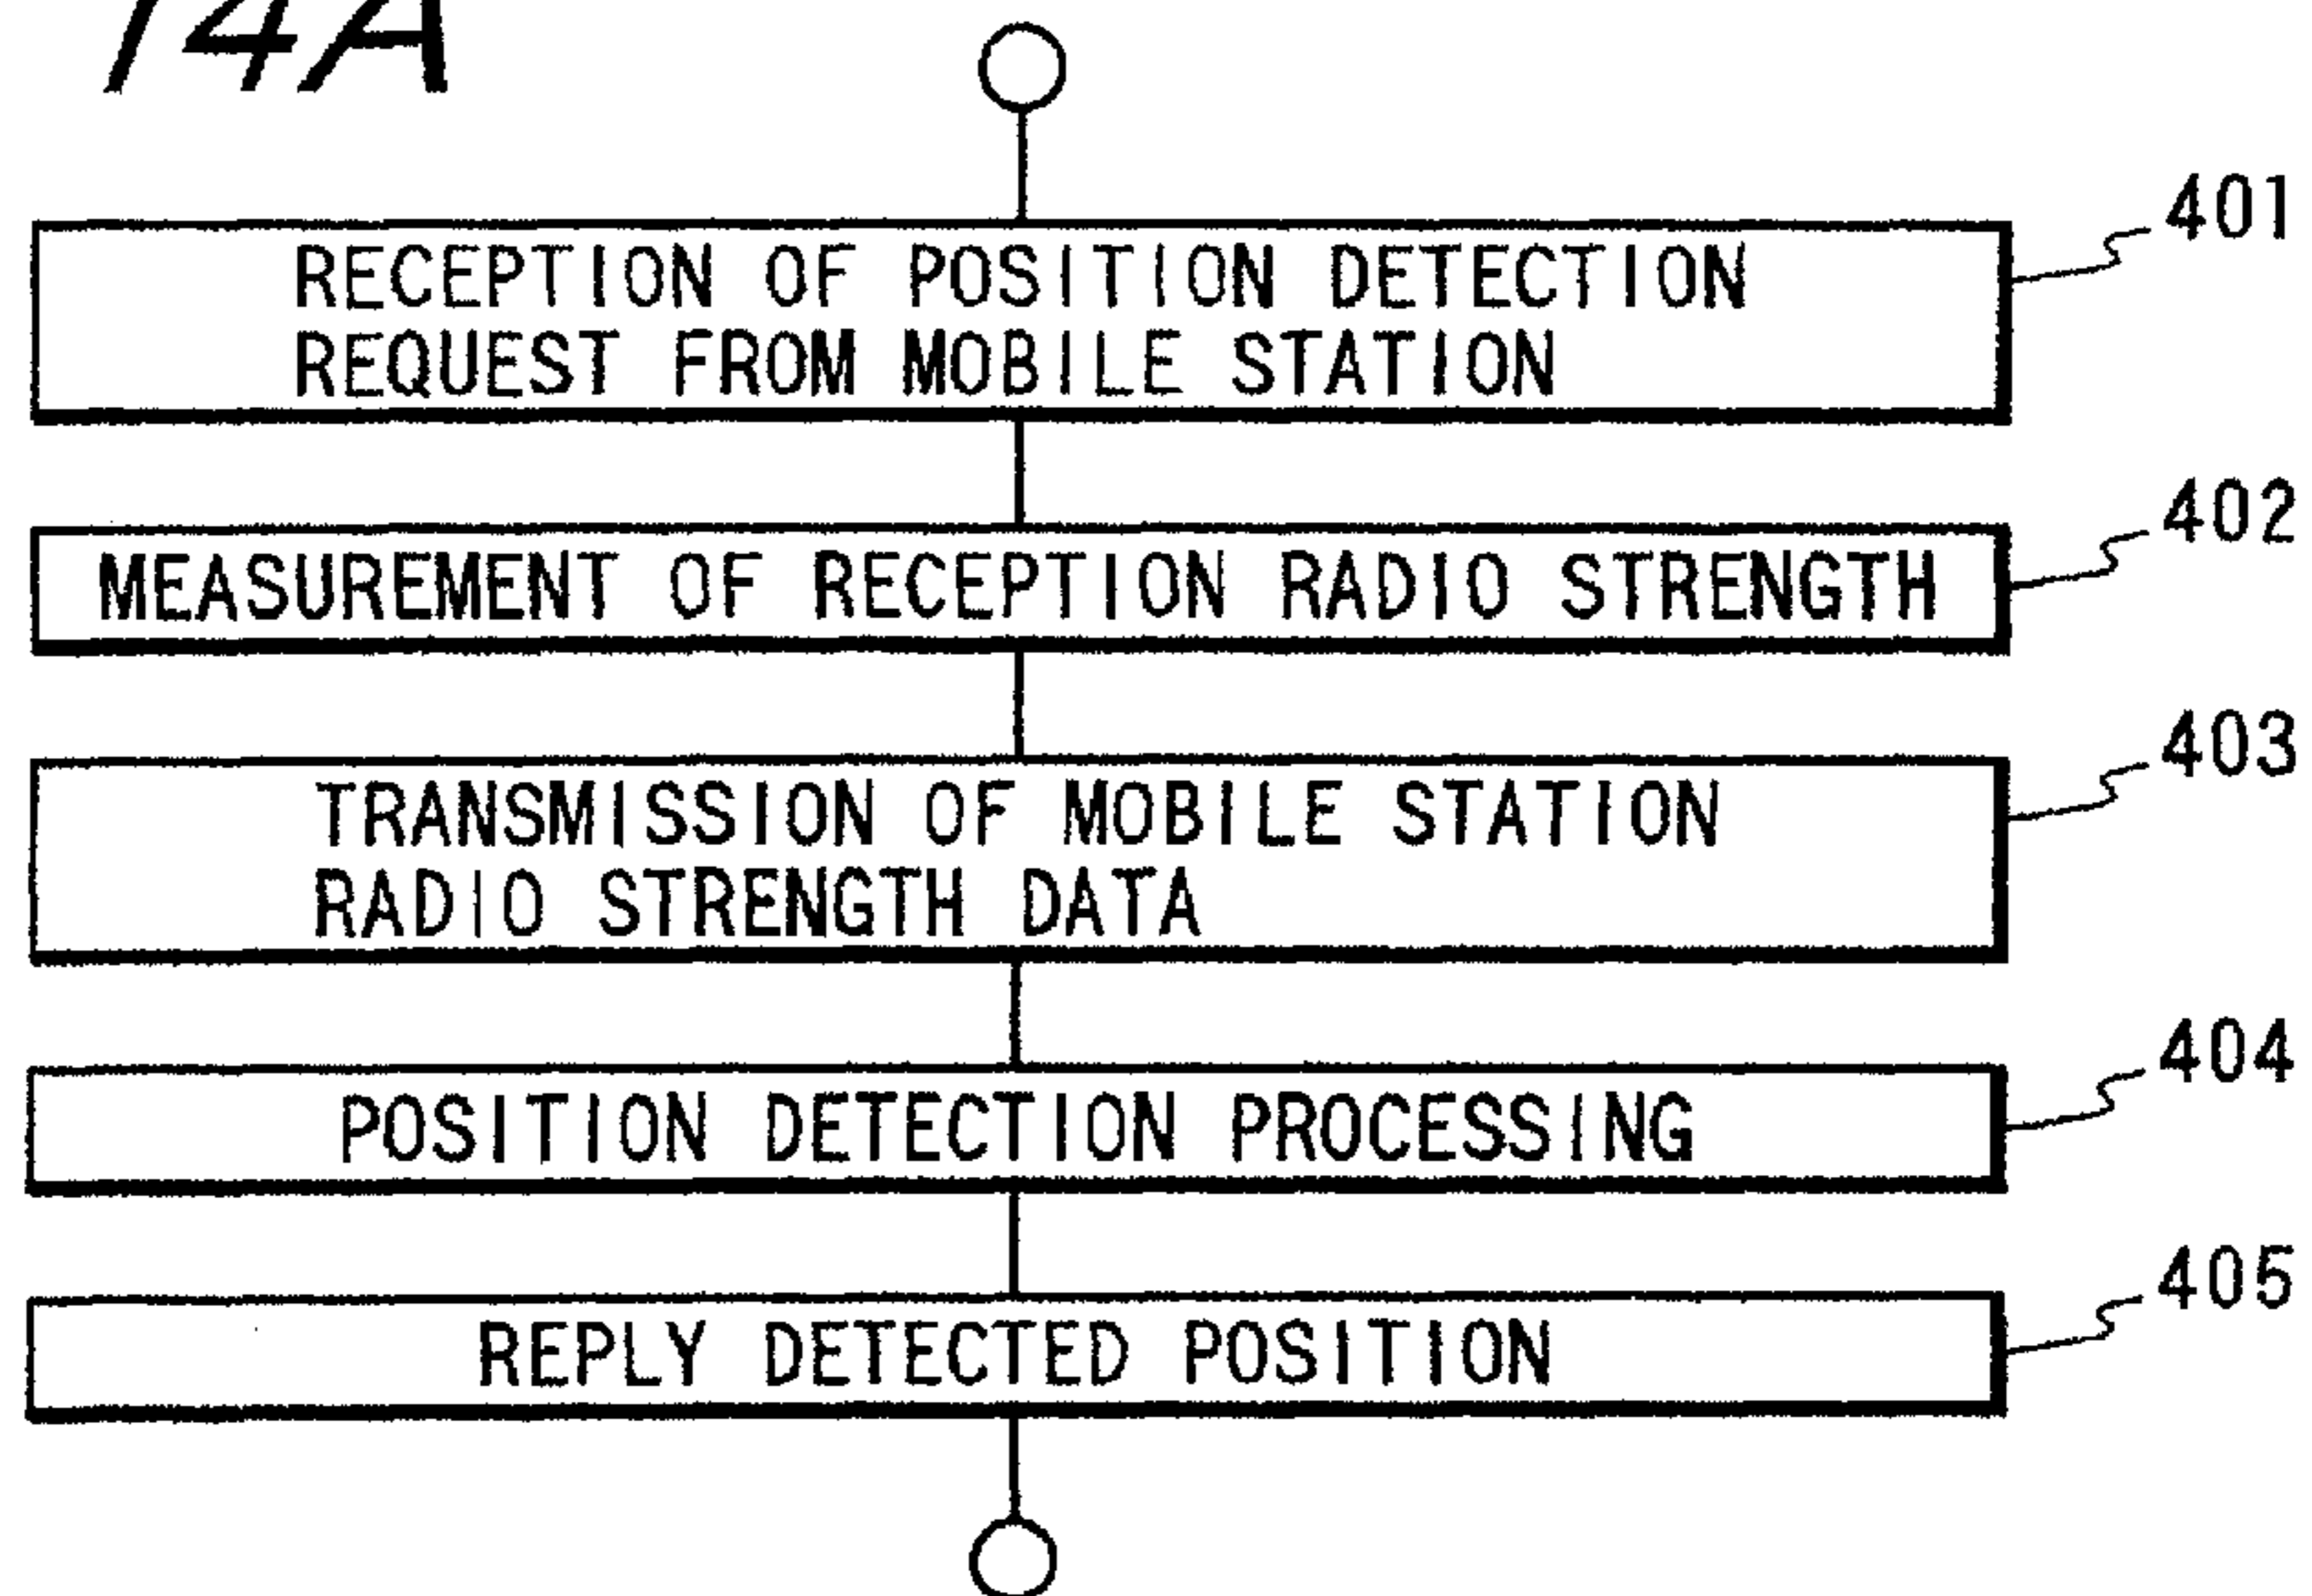 14A
401
RECEPTION OF POSITION DETECTION
REQUEST FROM MOBILE STATION
402
MEASUREMENT OF RECEPTION RADIO STRENGTH
403
TRANSMISSION OF MOBILE STATION
RADIO STRENGTH DATA
404
POSITION DETECTION PROCESSING
405
REPLY DETECTED POSITION